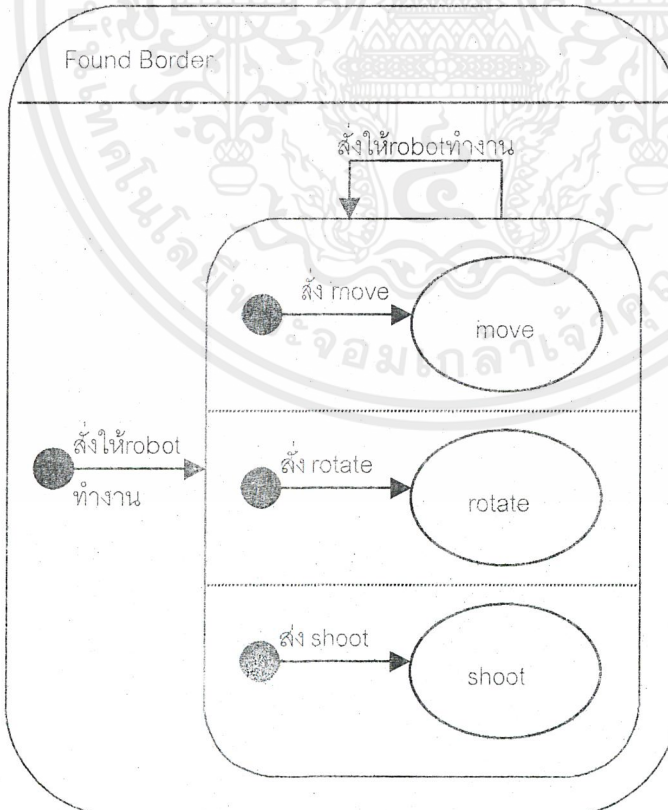 Found Border
สั่งให้robotทำงาน
สั่ง move
move
สั่งให้robot
ทำงาน
สั่ง rotate
rotate
สั่ง shoot
shoot